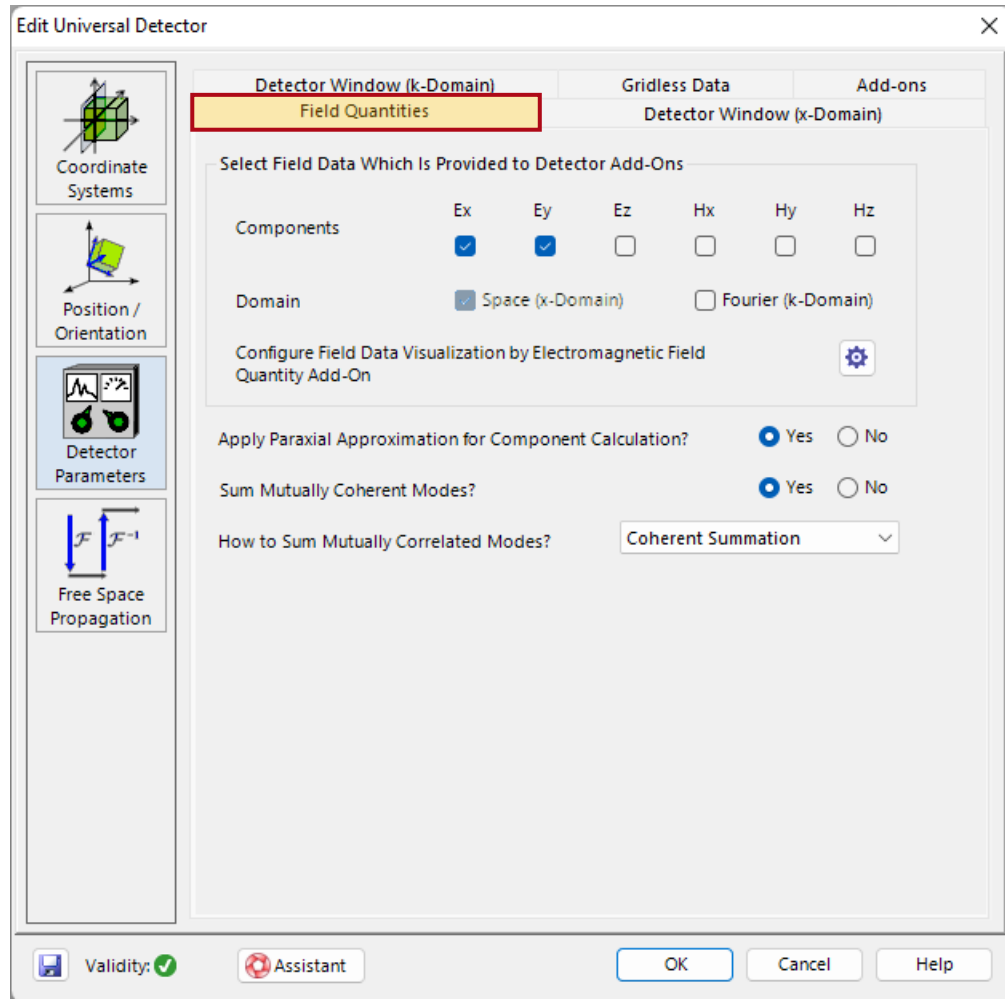 Edit Universal Detector
Coordinate
Systems
Position /
Orientation
Detector
Parameters
ℱ ℱ⁻¹
Free Space
Propagation
Detector Window (k-Domain) Gridless Data Add-ons
Field Quantities Detector Window (x-Domain)
Select Field Data Which Is Provided to Detector Add-Ons
Ex Ey Ez Hx Hy Hz
Components
Domain Space (x-Domain) Fourier (k-Domain)
Configure Field Data Visualization by Electromagnetic Field
Quantity Add-On
Apply Paraxial Approximation for Component Calculation? Yes No
Sum Mutually Coherent Modes? Yes No
How to Sum Mutually Correlated Modes? Coherent Summation
Validity: Assistant OK Cancel Help